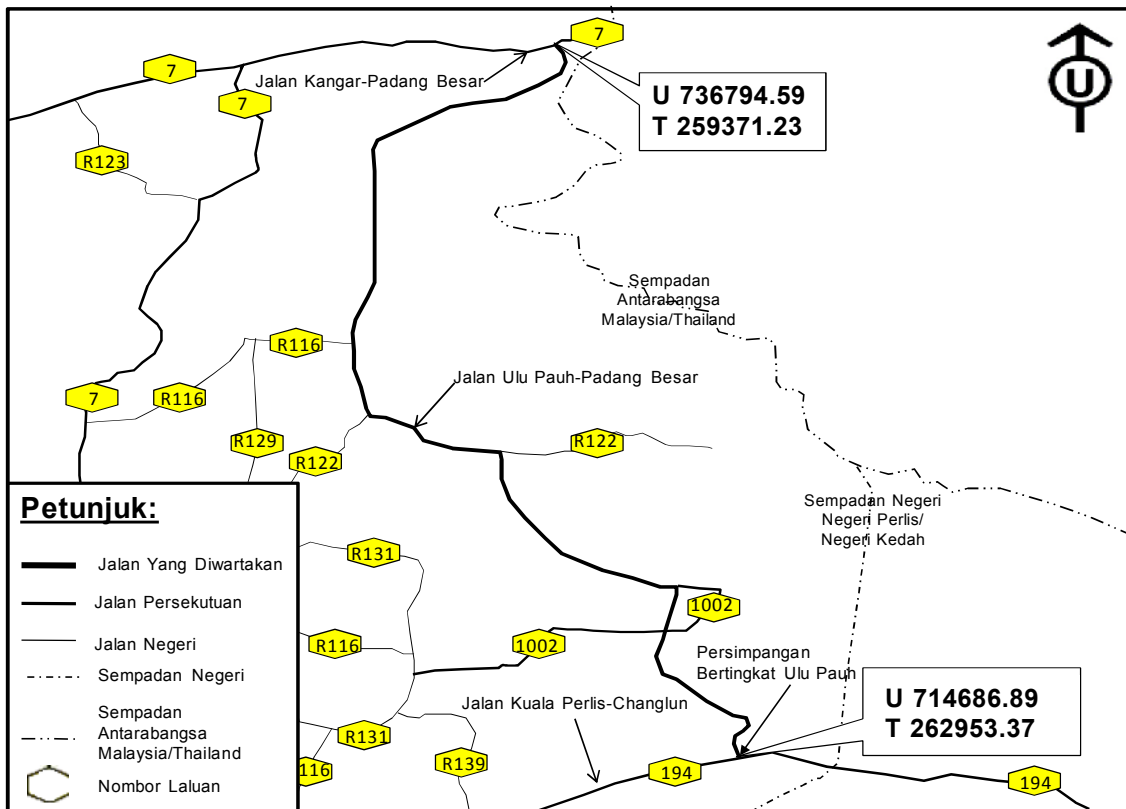 7
Jalan Kangar-Padang Besar
7
7
U 736794.59
T 259371.23
U
R123
Sempadan
Antarabangsa
Malaysia/Thailand
R116
Jalan Ulu Pauh-Padang Besar
7
R116
R129
R122
R122
Sempadan Negeri
Negeri Perlis/
Negeri Kedah
R131
1002
R116
1002
Persimpangan
Bertingkat Ulu Pauh
U 714686.89
T 262953.37
Jalan Kuala Perlis-Changlun
R131
116
R139
194
194
Petunjuk:
Jalan Yang Diwartakan
Jalan Persekutuan
Jalan Negeri
Sempadan Negeri
Sempadan
Antarabangsa
Malaysia/Thailand
Nombor Laluan